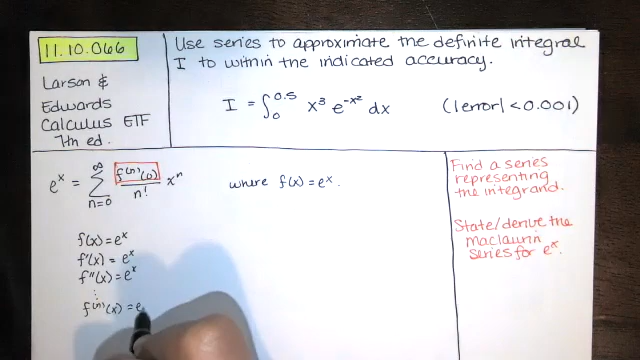 11.10.066
Larson &
Edwards
Calculus ETF
7th ed.
Use series to approximate the definite integral
I to within the indicated accuracy.
I = ∫₀^0.5 x³ e^(-x²) dx (|error| < 0.001)
e^x = Σ_(n=0)^∞ f^(n)(0)/n! x^n where f(x) = e^x.
f(x) = e^x
f'(x) = e^x
f''(x) = e^x
⋮
f^(n)(x) = e
Find a series
representing
the integrand.
State/derive the
Maclaurin
series for e^x.